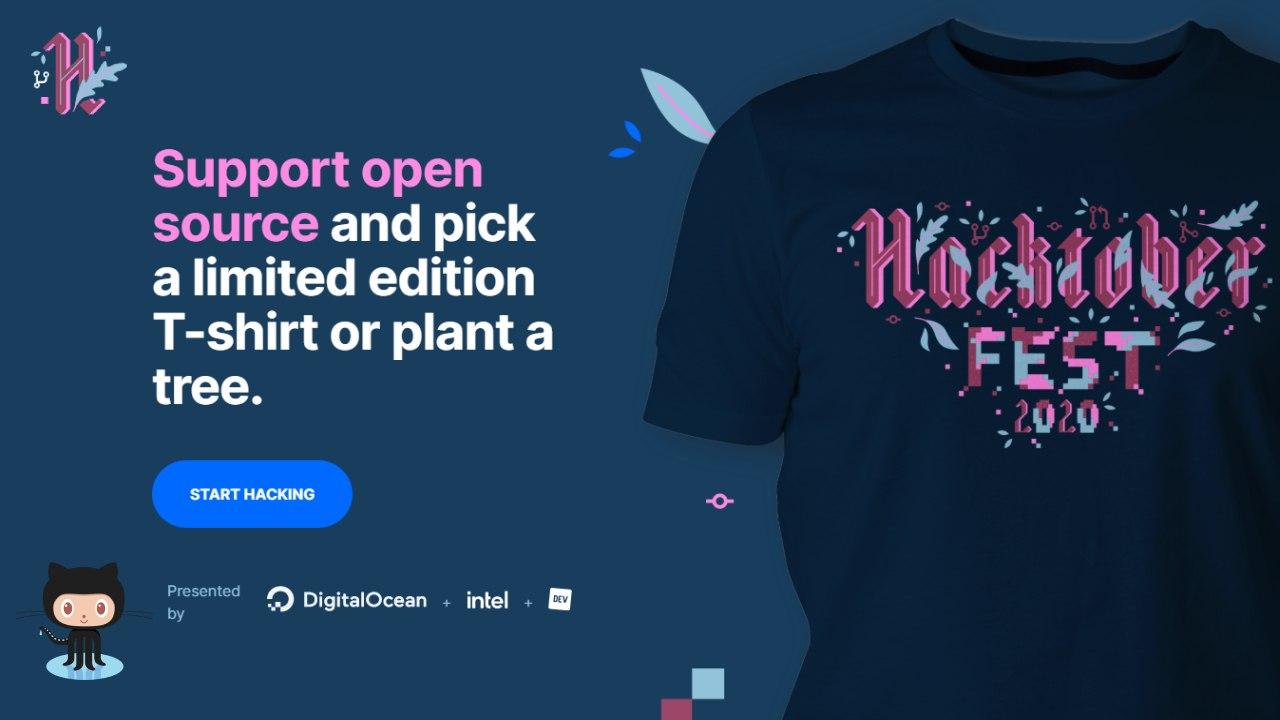 H
Support open
source and pick
a limited edition
T-shirt or plant a
tree.
START HACKING
Presented
by
DigitalOcean + intel + DEV
Hacktober
FEST
2020